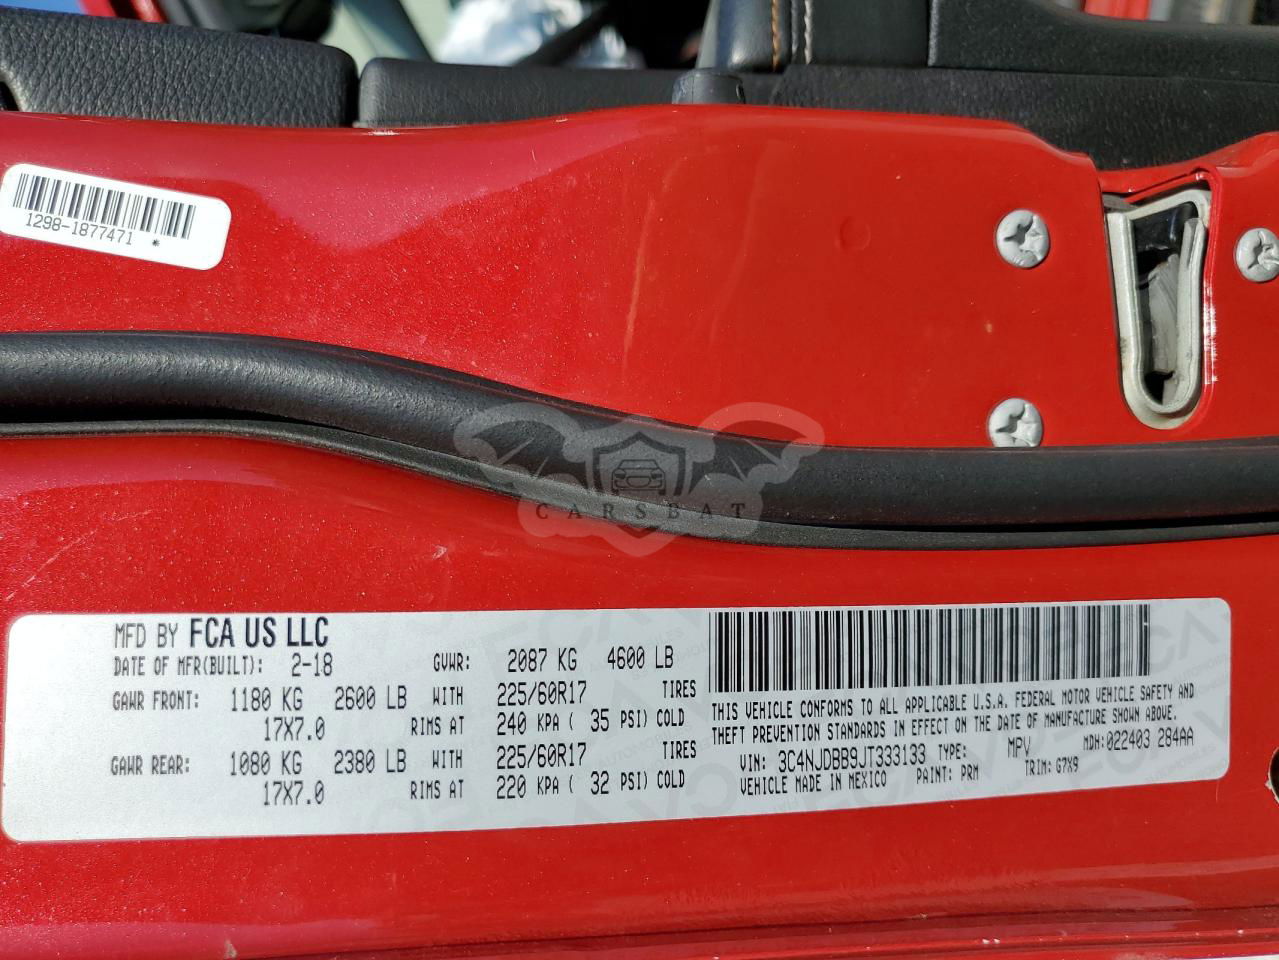 1298-1877471 *
CARSBAT
MFD BY FCA US LLC
DATE OF MFR(BUILT): 2-18 GVWR: 2087 KG 4600 LB
GAWR FRONT: 1180 KG 2600 LB WITH 225/60R17 TIRES
17X7.0 RIMS AT 240 KPA ( 35 PSI) COLD
GAWR REAR: 1080 KG 2380 LB WITH 225/60R17 TIRES
17X7.0 RIMS AT 220 KPA ( 32 PSI) COLD
THIS VEHICLE CONFORMS TO ALL APPLICABLE U.S.A. FEDERAL MOTOR VEHICLE SAFETY AND
THEFT PREVENTION STANDARDS IN EFFECT ON THE DATE OF MANUFACTURE SHOWN ABOVE.
VIN: 3C4NJDBB9JT333133 TYPE: MPV MDH:022403 284AA
VEHICLE MADE IN MEXICO PAINT: PRM TRIM: G7X9